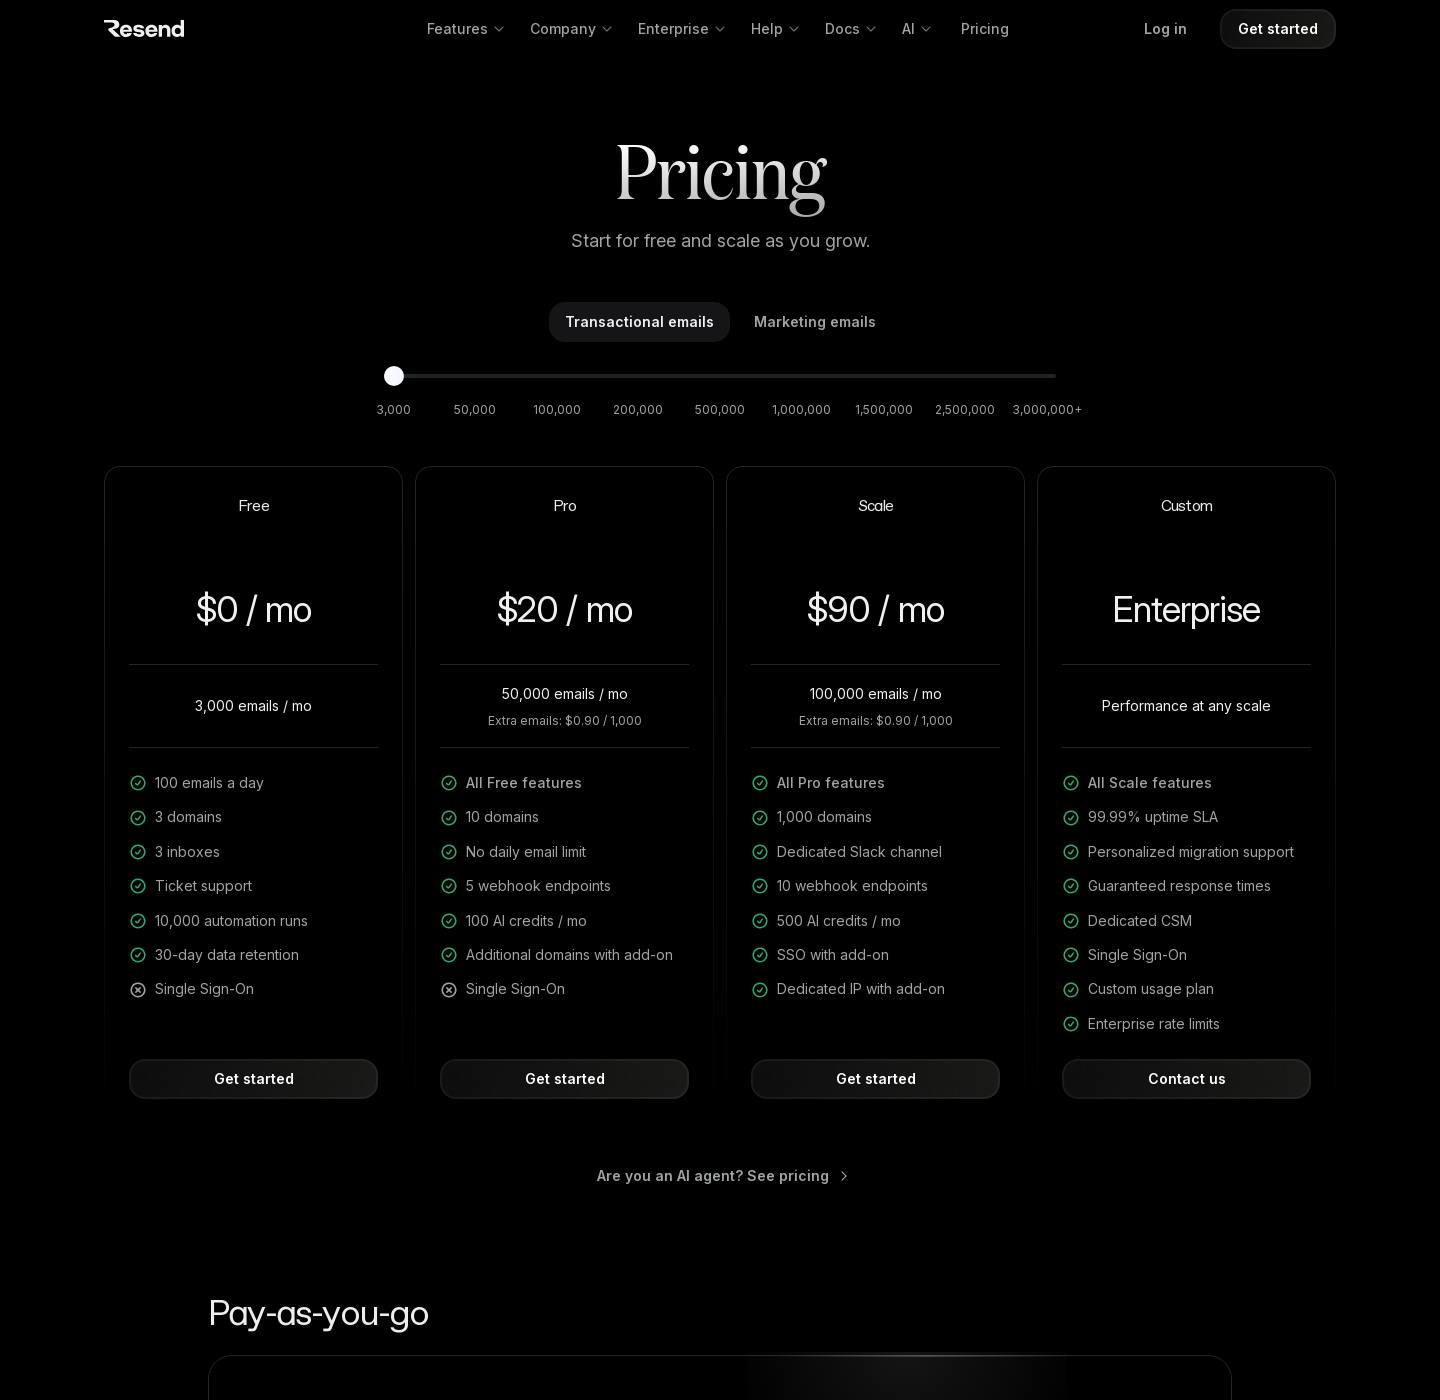 Resend
Features
Company
Enterprise
Help
Docs
AI
Pricing
Log in
Get started
Pricing
Start for free and scale as you grow.
Transactional emails
Marketing emails
3,000
50,000
100,000
200,000
500,000
1,000,000
1,500,000
2,500,000
3,000,000+
Free
$0 / mo
3,000 emails / mo
100 emails a day
3 domains
3 inboxes
Ticket support
10,000 automation runs
30-day data retention
Single Sign-On
Get started
Pro
$20 / mo
50,000 emails / mo
Extra emails: $0.90 / 1,000
All Free features
10 domains
No daily email limit
5 webhook endpoints
100 AI credits / mo
Additional domains with add-on
Single Sign-On
Get started
Scale
$90 / mo
100,000 emails / mo
Extra emails: $0.90 / 1,000
All Pro features
1,000 domains
Dedicated Slack channel
10 webhook endpoints
500 AI credits / mo
SSO with add-on
Dedicated IP with add-on
Get started
Custom
Enterprise
Performance at any scale
All Scale features
99.99% uptime SLA
Personalized migration support
Guaranteed response times
Dedicated CSM
Single Sign-On
Custom usage plan
Enterprise rate limits
Contact us
Are you an AI agent? See pricing
Pay-as-you-go